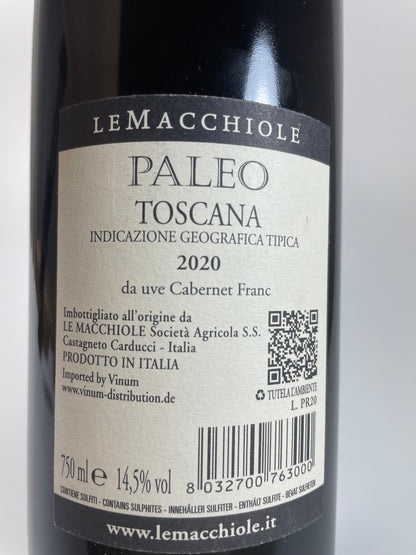 LE MACCHIOLE
PALEO
TOSCANA
INDICAZIONE GEOGRAFICA TIPICA
2020
da uve Cabernet Franc
Imbottigliato all'origine da
LE MACCHIOLE Società Agricola S.S.
Castagneto Carducci - Italia
PRODOTTO IN ITALIA
Imported by Vinum
www.vinum-distribution.de
TUTELA L'AMBIENTE
L. PR20
750 ml e 14,5% vol
8 032700 763000
CONTIENE SOLFITI - CONTAINS SULPHITES - INNEHÅLLER SULFITER - ENTHÄLT SULFITE - BEVAT SULFIETEN
www.lemacchiole.it